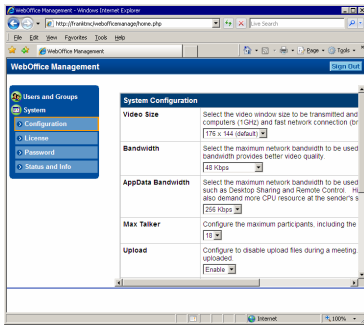 WebOffice Management - Windows Internet Explorer
http://franktnc/webofficemanage/home.php
Live Search
File Edit View Favorites Tools Help
WebOffice Management
Page Tools
WebOffice Management
Sign Out
Users and Groups
System
Configuration
License
Password
Status and Info
System Configuration
Video Size
Select the video window size to be transmitted and
computers (1GHz) and fast network connection (br
176 x 144 (default)
Bandwidth
Select the maximum network bandwidth to be used
bandwidth provides better video quality.
48 Kbps
AppData Bandwidth
Select the maximum network bandwidth to be used
such as Desktop Sharing and Remote Control. Hi
also demand more CPU resource at the sender's s
256 Kbps
Max Talker
Configure the maximum participants, including the
18
Upload
Configure to disable upload files during a meeting.
uploaded.
Enable
Internet
100%